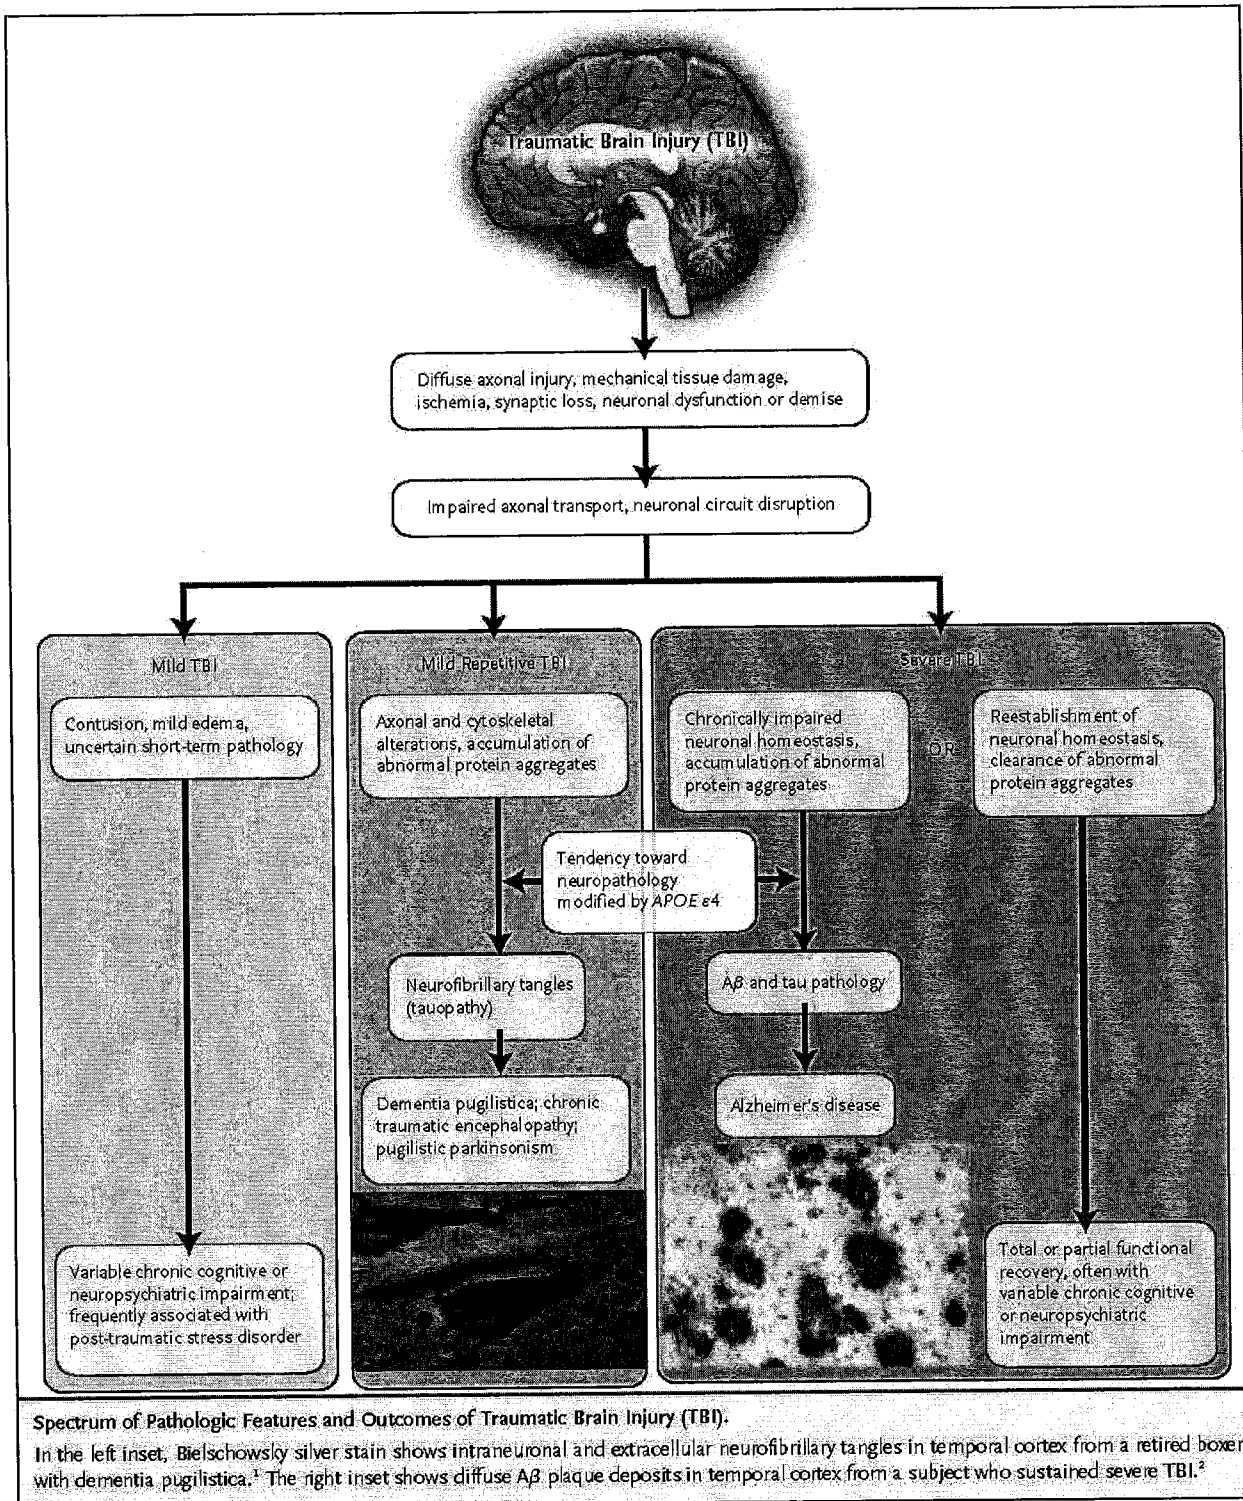 Traumatic Brain Injury (TBI)
Diffuse axonal injury, mechanical tissue damage,
ischemia, synaptic loss, neuronal dysfunction or demise
Impaired axonal transport, neuronal circuit disruption
Mild TBI
Contusion, mild edema,
uncertain short-term pathology
Variable chronic cognitive or
neuropsychiatric impairment;
frequently associated with
post-traumatic stress disorder
Mild Repetitive TBI
Axonal and cytoskeletal
alterations, accumulation of
abnormal protein aggregates
Tendency toward
neuropathology
modified by APOE ε4
Neurofibrillary tangles
(tauopathy)
Dementia pugilistica; chronic
traumatic encephalopathy;
pugilistic parkinsonism
Severe TBI
Chronically impaired
neuronal homeostasis,
accumulation of abnormal
protein aggregates
OR
Reestablishment of
neuronal homeostasis,
clearance of abnormal
protein aggregates
Aβ and tau pathology
Alzheimer's disease
Total or partial functional
recovery, often with
variable chronic cognitive
or neuropsychiatric
impairment
Spectrum of Pathologic Features and Outcomes of Traumatic Brain Injury (TBI).
In the left inset, Bielschowsky silver stain shows intraneuronal and extracellular neurofibrillary tangles in temporal cortex from a retired boxer
with dementia pugilistica.¹ The right inset shows diffuse Aβ plaque deposits in temporal cortex from a subject who sustained severe TBI.²